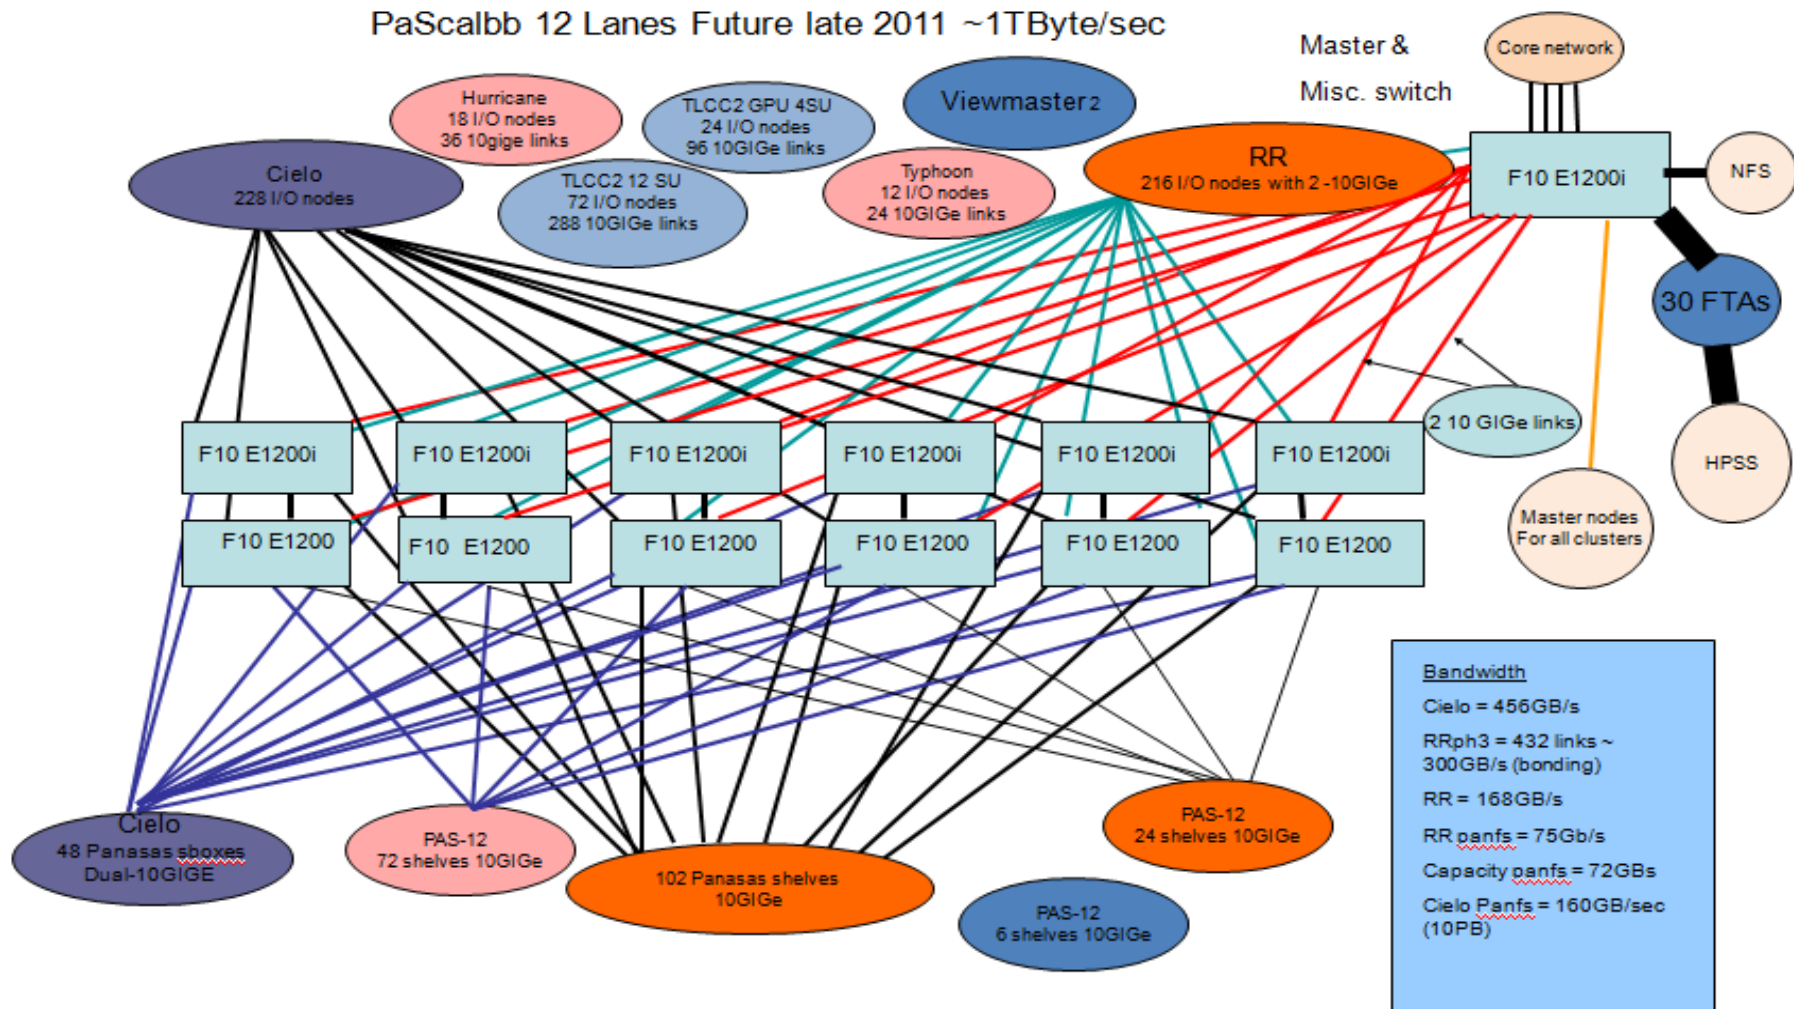 PaScalbb 12 Lanes Future late 2011 ~1TByte/sec
Master &
Misc. switch
Core network
Hurricane
18 I/O nodes
36 10gige links
TLCC2 GPU 4SU
24 I/O nodes
96 10GIGe links
Viewmaster 2
Cielo
228 I/O nodes
TLCC2 12 SU
72 I/O nodes
288 10GIGe links
Typhoon
12 I/O nodes
24 10GIGe links
RR
216 I/O nodes with 2 -10GIGe
F10 E1200i
NFS
30 FTAs
2 10 GIGe links
HPSS
Master nodes
For all clusters
F10 E1200i
F10 E1200i
F10 E1200i
F10 E1200i
F10 E1200i
F10 E1200i
F10 E1200
F10 E1200
F10 E1200
F10 E1200
F10 E1200
F10 E1200
Cielo
48 Panasas sboxes
Dual-10GIGE
PAS-12
72 shelves 10GIGe
102 Panasas shelves
10GIGe
PAS-12
6 shelves 10GIGe
PAS-12
24 shelves 10GIGe
Bandwidth
Cielo = 456GB/s
RRph3 = 432 links ~
300GB/s (bonding)
RR = 168GB/s
RR panfs = 75Gb/s
Capacity panfs = 72GBs
Cielo Panfs = 160GB/sec
(10PB)